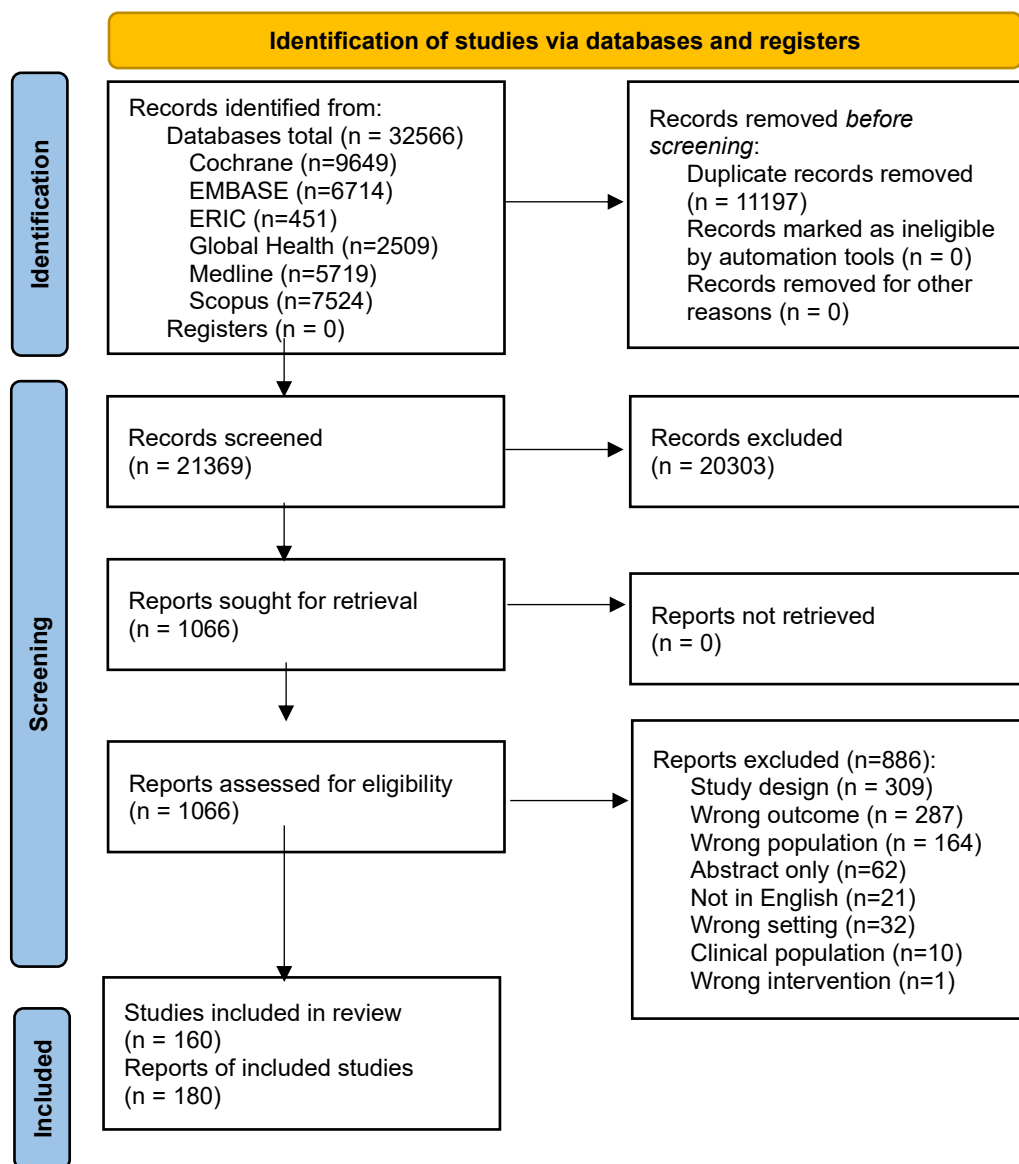 Identification of studies via databases and registers
Identification
Records identified from:
Databases total (n = 32566)
Cochrane (n=9649)
EMBASE (n=6714)
ERIC (n=451)
Global Health (n=2509)
Medline (n=5719)
Scopus (n=7524)
Registers (n = 0)
Records removed before
screening:
Duplicate records removed
(n = 11197)
Records marked as ineligible
by automation tools (n = 0)
Records removed for other
reasons (n = 0)
Screening
Records screened
(n = 21369)
Records excluded
(n = 20303)
Reports sought for retrieval
(n = 1066)
Reports not retrieved
(n = 0)
Reports assessed for eligibility
(n = 1066)
Reports excluded (n=886):
Study design (n = 309)
Wrong outcome (n = 287)
Wrong population (n = 164)
Abstract only (n=62)
Not in English (n=21)
Wrong setting (n=32)
Clinical population (n=10)
Wrong intervention (n=1)
Included
Studies included in review
(n = 160)
Reports of included studies
(n = 180)